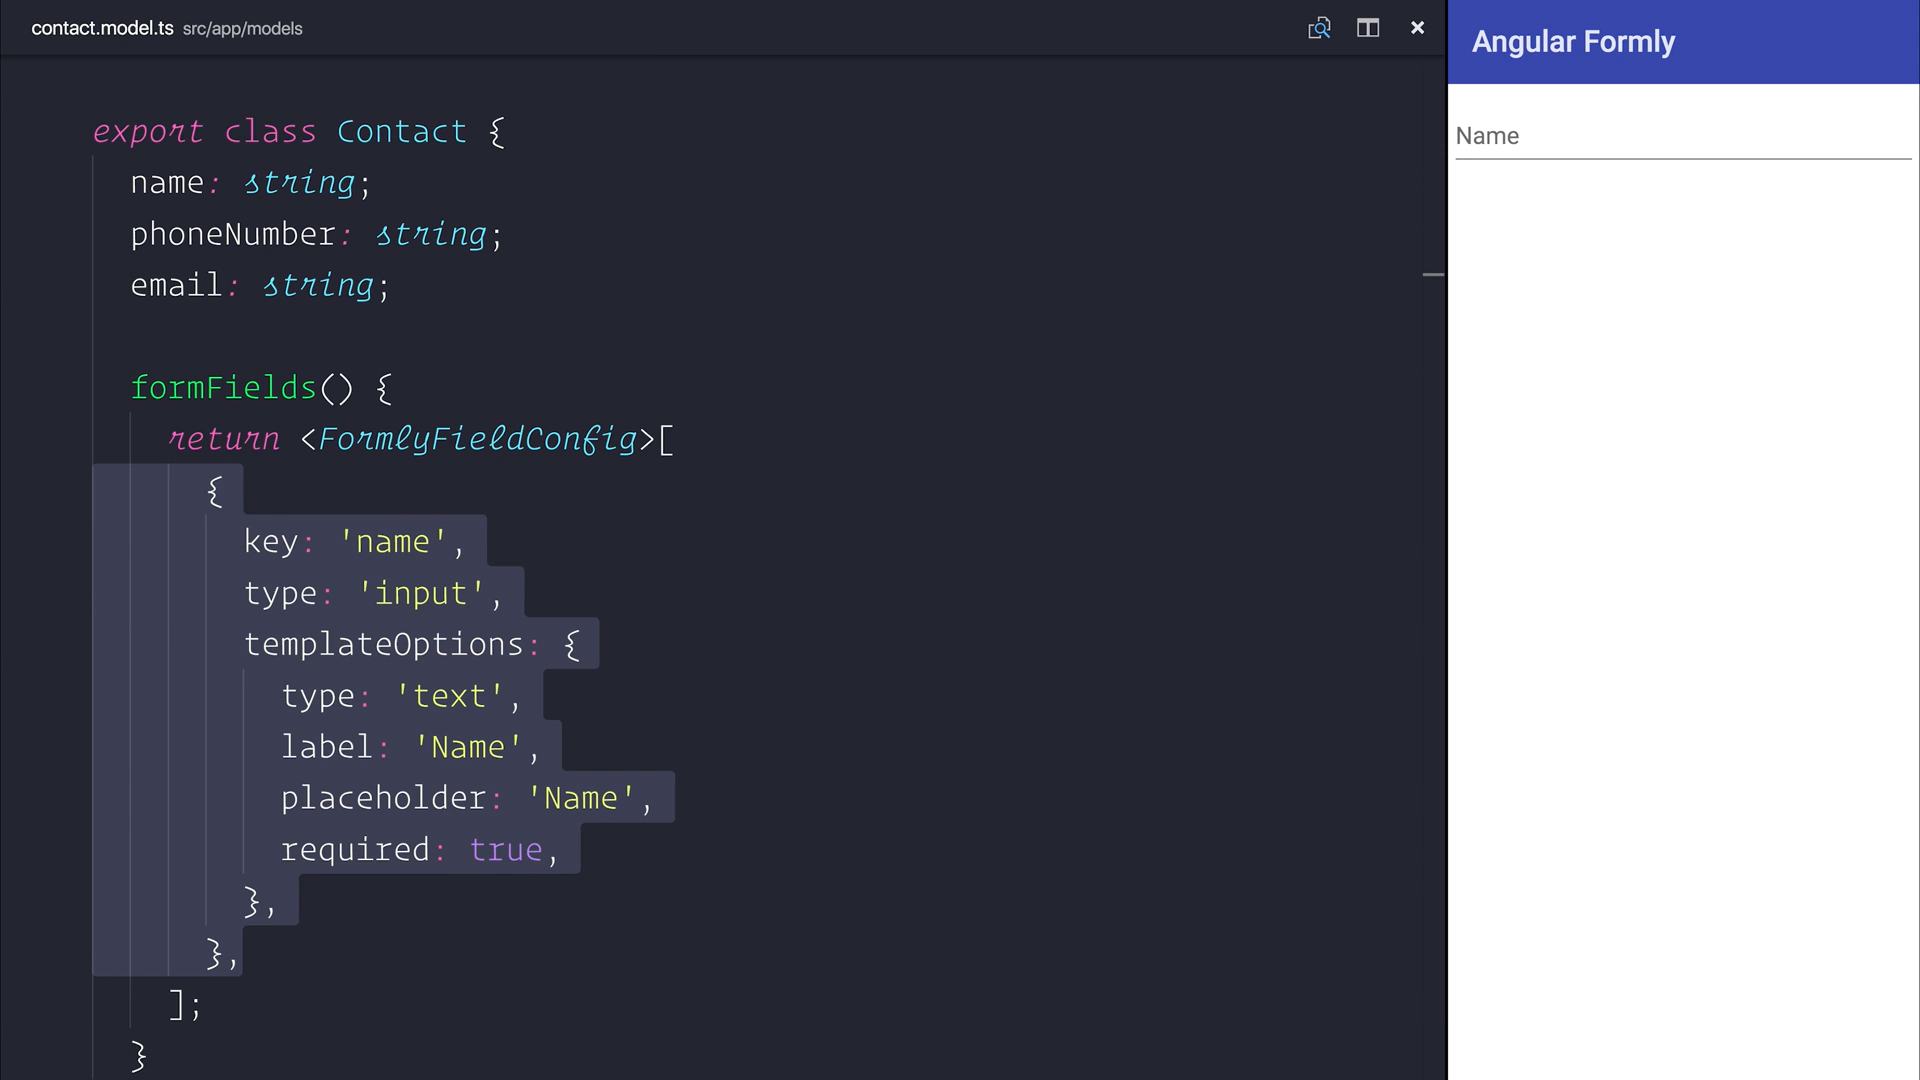 contact.model.ts src/app/models
export class Contact {
name: string;
phoneNumber: string;
email: string;
formFields() {
return <FormlyFieldConfig>[
{
key: 'name',
type: 'input',
templateOptions: {
type: 'text',
label: 'Name',
placeholder: 'Name',
required: true,
},
},
];
}
Angular Formly
Name